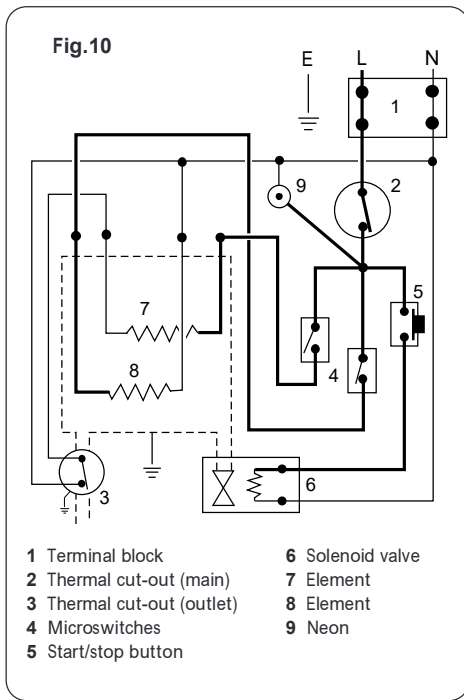 Fig.10
E L N
1
9 2
5
7
8
4
6
3
1 Terminal block
2 Thermal cut-out (main)
3 Thermal cut-out (outlet)
4 Microswitches
5 Start/stop button
6 Solenoid valve
7 Element
8 Element
9 Neon